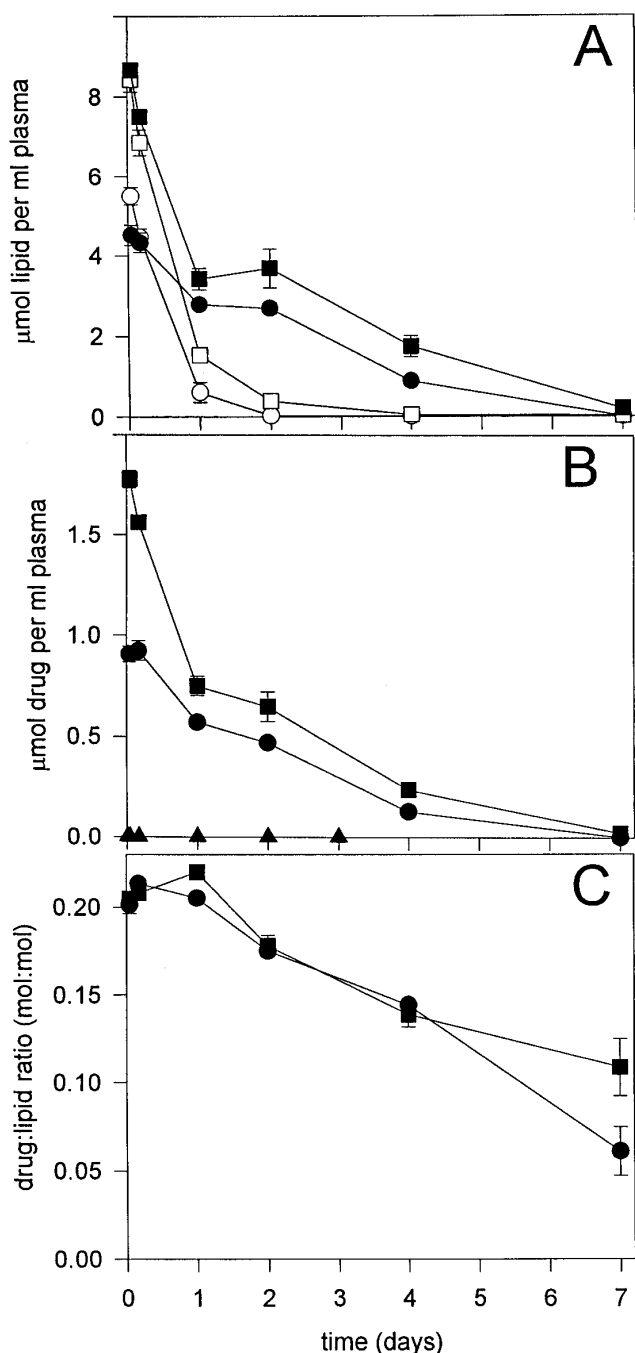 A
μmol lipid per ml plasma
8
6
4
2
0
B
μmol drug per ml plasma
1.5
1.0
0.5
0.0
C
drug:lipid ratio (mol:mol)
0.20
0.15
0.10
0.05
0.00
0 1 2 3 4 5 6 7
time (days)